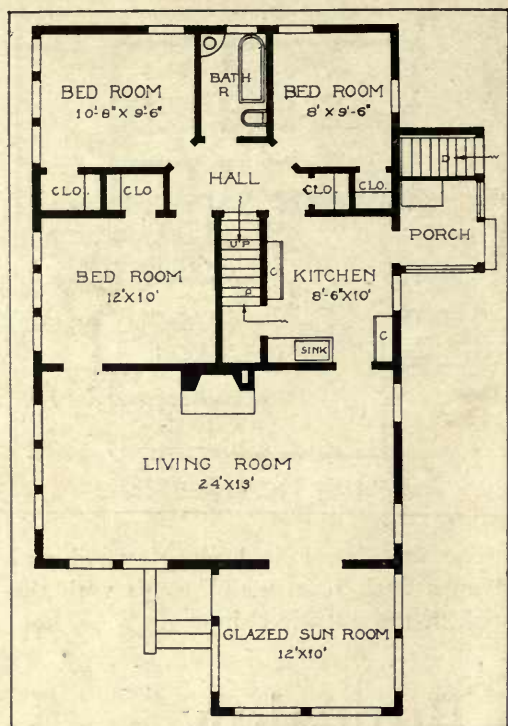 BED ROOM
10'-8" X 9'-6"
BATH
R
BED ROOM
8' X 9'-6"
CLO.
CLO
HALL
CLO.
CLO.
D
PORCH
UP
C
BED ROOM
12'X10'
KITCHEN
8'-6"X10'
D
SINK
C
LIVING ROOM
24'X13'
GLAZED SUN ROOM
12'X10'